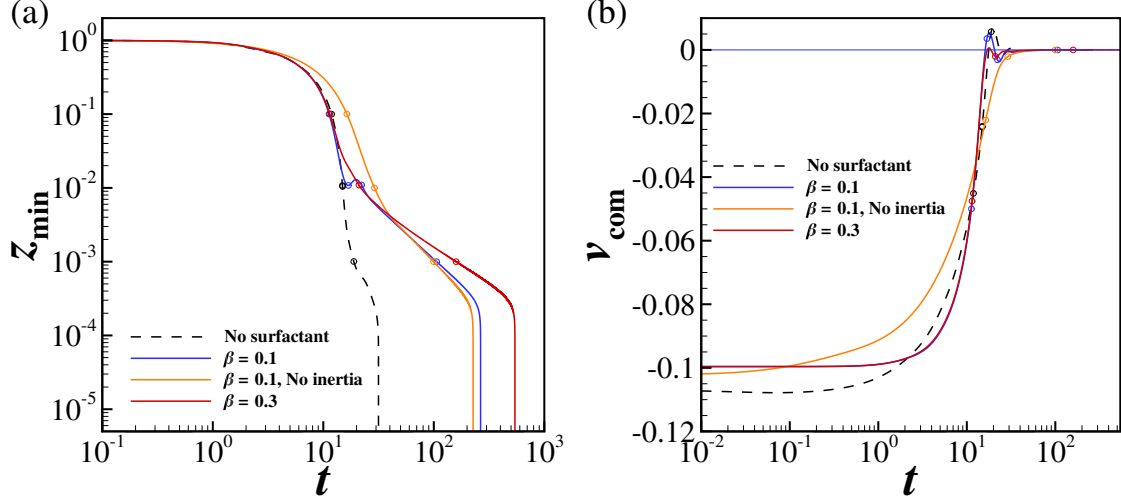 (a)
10^0
10^-1
10^-2
10^-3
10^-4
10^-5
z_min
No surfactant
β = 0.1
β = 0.1, No inertia
β = 0.3
10^-1 10^0 10^1 10^2 10^3
t
(b)
0
-0.02
-0.04
-0.06
-0.08
-0.1
-0.12
v_com
No surfactant
β = 0.1
β = 0.1, No inertia
β = 0.3
10^-2 10^-1 10^0 10^1 10^2
t